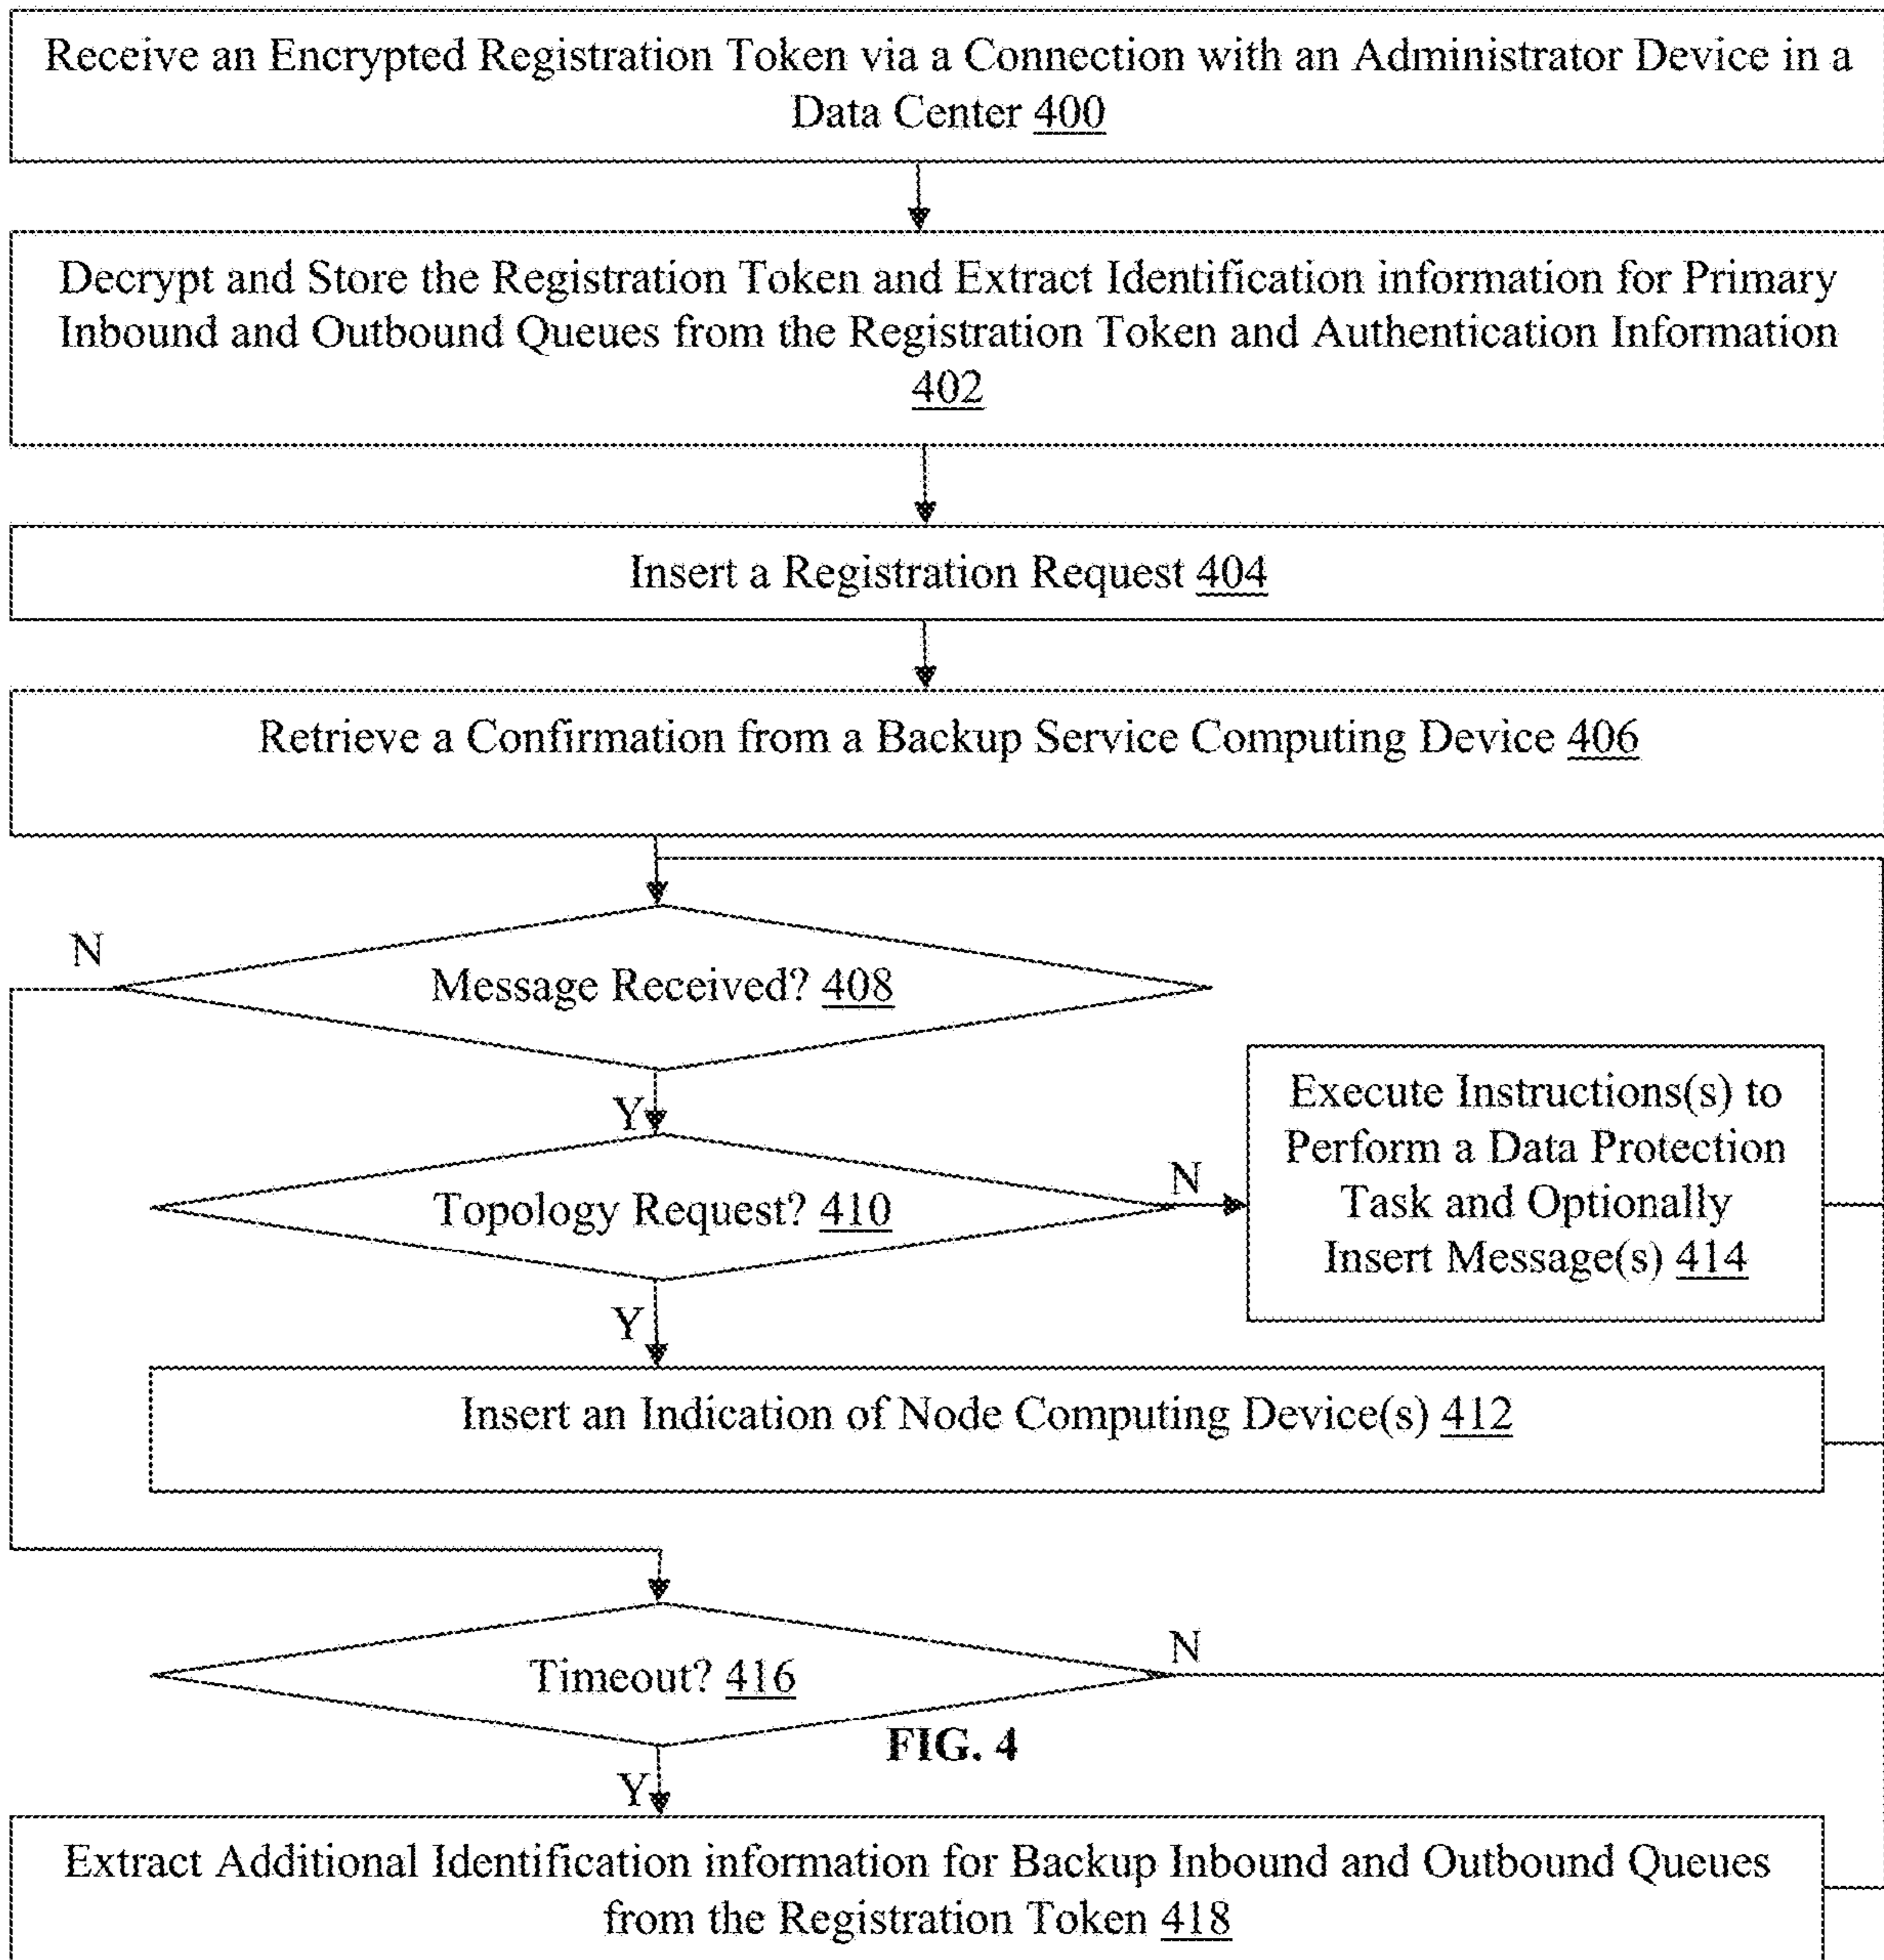 Receive an Encrypted Registration Token via a Connection with an Administrator Device in a
Data Center 400
Decrypt and Store the Registration Token and Extract Identification information for Primary
Inbound and Outbound Queues from the Registration Token and Authentication Information
402
Insert a Registration Request 404
Retrieve a Confirmation from a Backup Service Computing Device 406
N
Message Received? 408
Y
Execute Instructions(s) to
Perform a Data Protection
Task and Optionally
Insert Message(s) 414
N
Topology Request? 410
Y
Insert an Indication of Node Computing Device(s) 412
N
Timeout? 416
FIG. 4
Y
Extract Additional Identification information for Backup Inbound and Outbound Queues
from the Registration Token 418